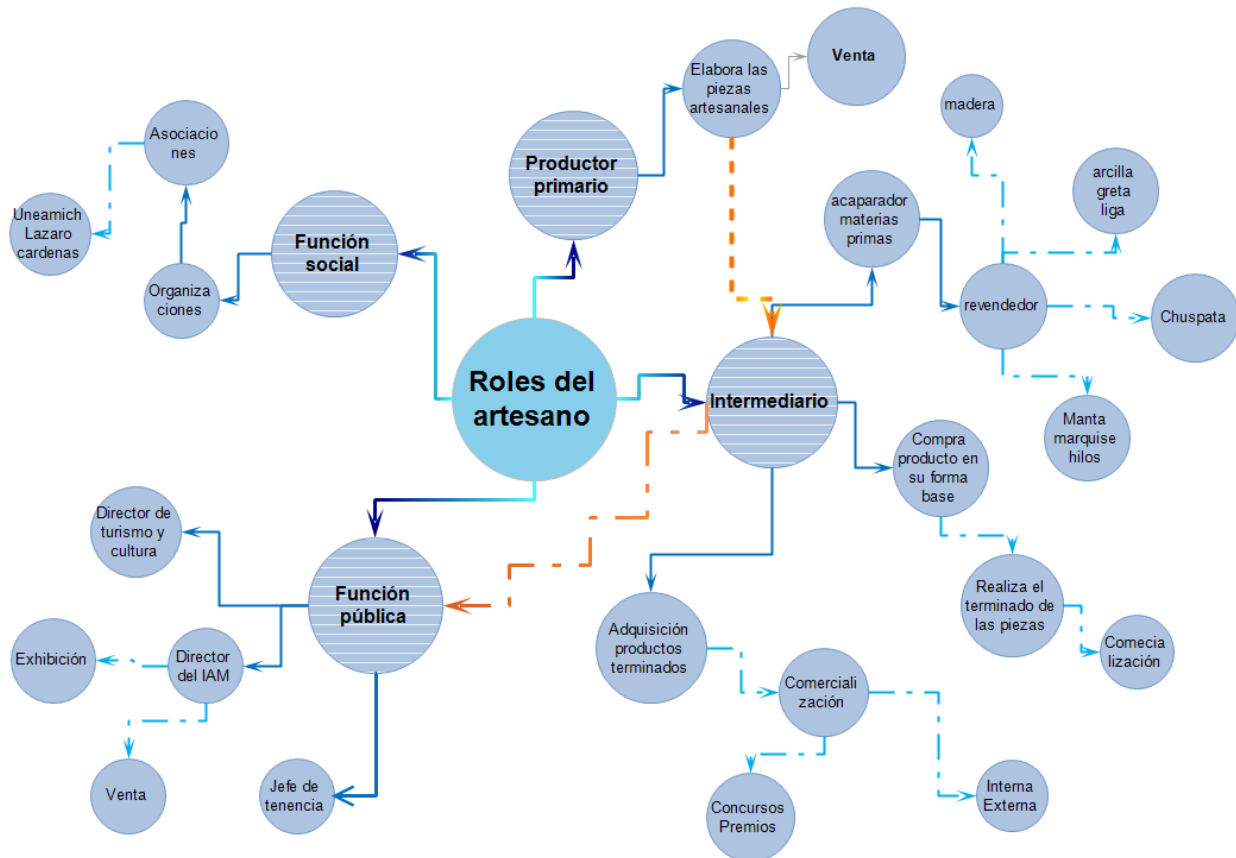 Venta
Elabora las
piezas
artesanales
madera
Asociacio
nes
Productor
primario
arcilla
greta
liga
acaparador
materias
primas
Uneamich
Lazaro
cardenas
Función
social
Organiza
ciones
revendedor
Chuspata
Roles del
artesano
Intermediario
Manta
marquise
hilos
Compra
producto en
su forma
base
Director de
turismo y
cultura
Función
pública
Realiza el
terminado de
las piezas
Adquisición
productos
terminados
Comecia
lización
Exhibición
Director
del IAM
Comerciali
zación
Venta
Jefe de
tenencia
Concursos
Premios
Interna
Externa